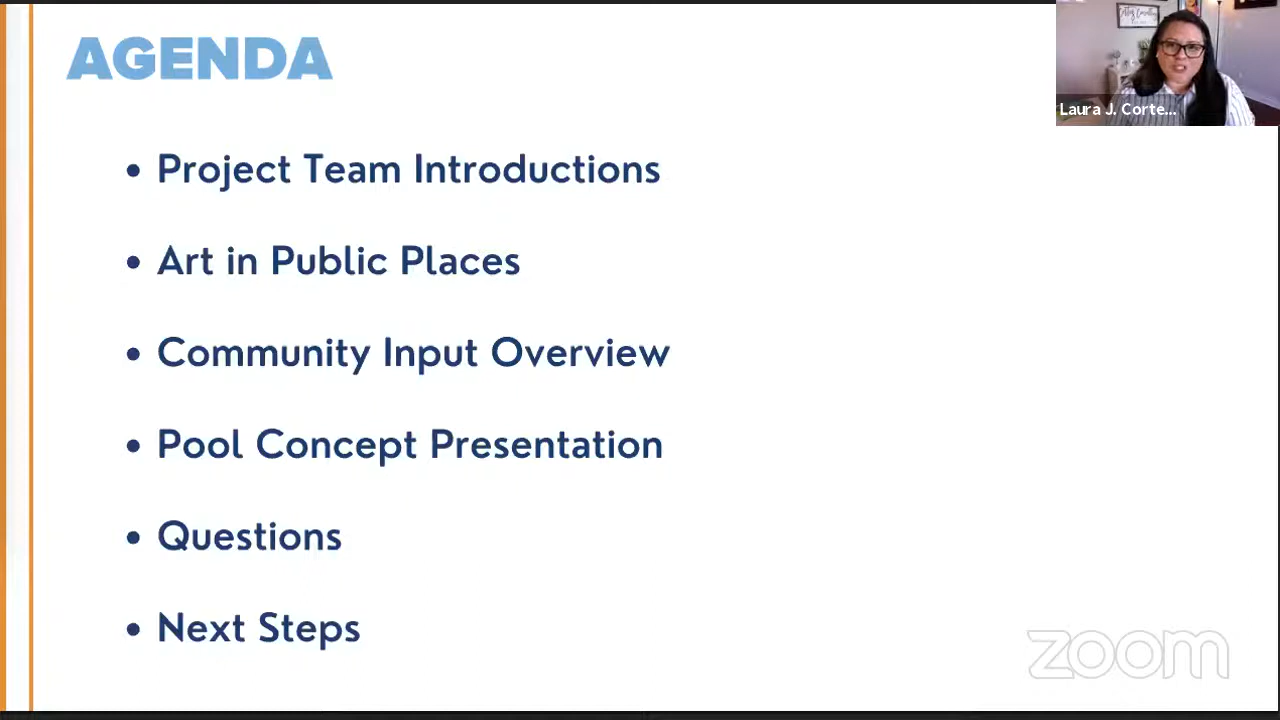 AGENDA
Laura J. Corte...
• Project Team Introductions
• Art in Public Places
• Community Input Overview
• Pool Concept Presentation
• Questions
• Next Steps
zoom